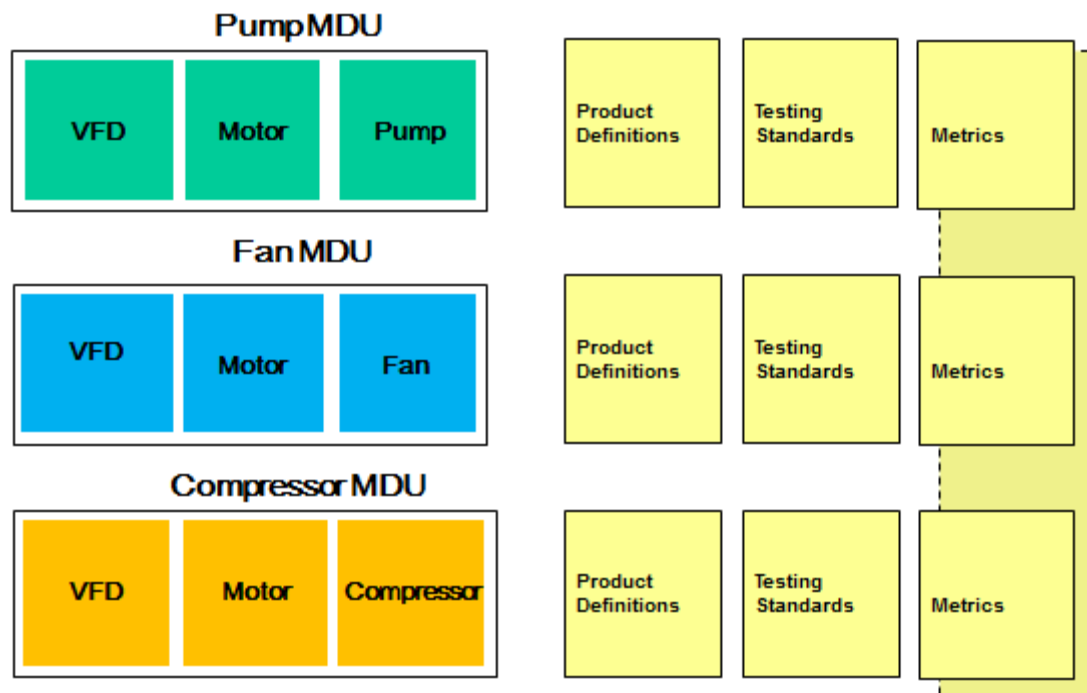 Pump MDU
VFD
Motor
Pump
Product
Definitions
Testing
Standards
Metrics
Fan MDU
VFD
Motor
Fan
Product
Definitions
Testing
Standards
Metrics
Compressor MDU
VFD
Motor
Compressor
Product
Definitions
Testing
Standards
Metrics